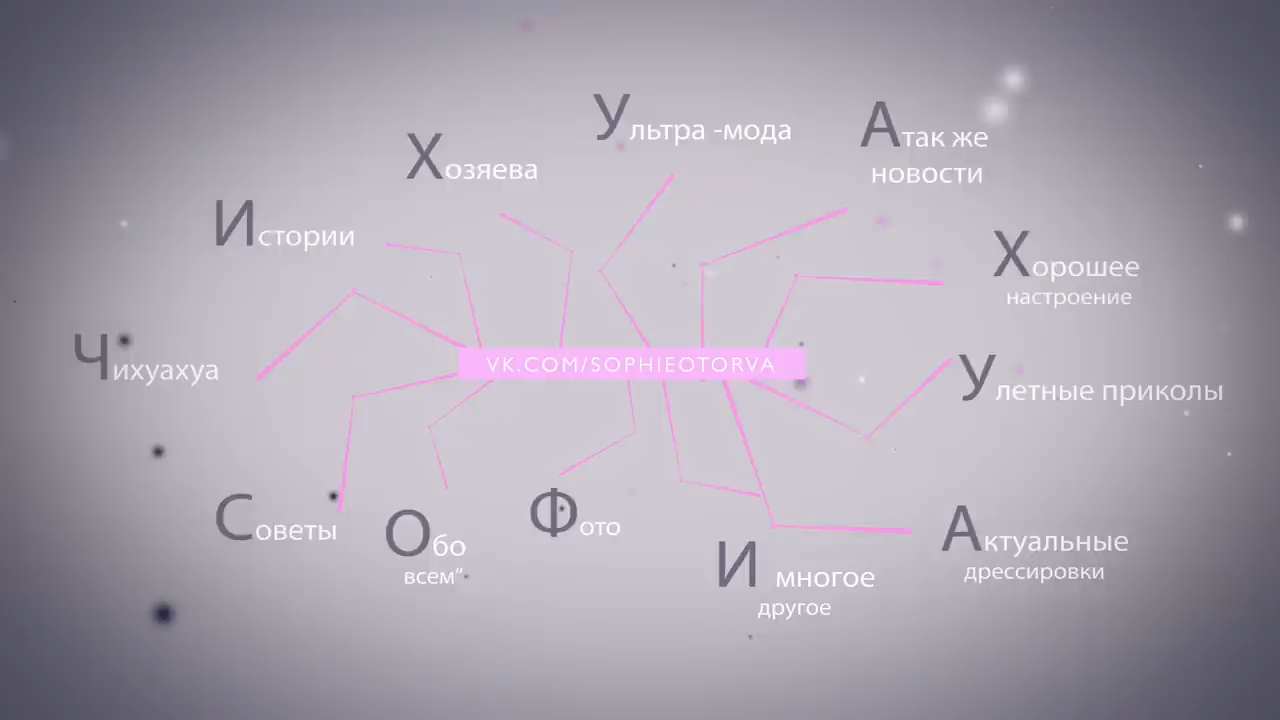 Ультра -мода
А так же
новости
Хозяева
Истории
Хорошее
настроение
VK.COM/SOPHIEOTORVA
Чихуахуа
Улетные приколы
Советы
Обо
всем”
Фото
Актуальные
дрессировки
И многое
другое